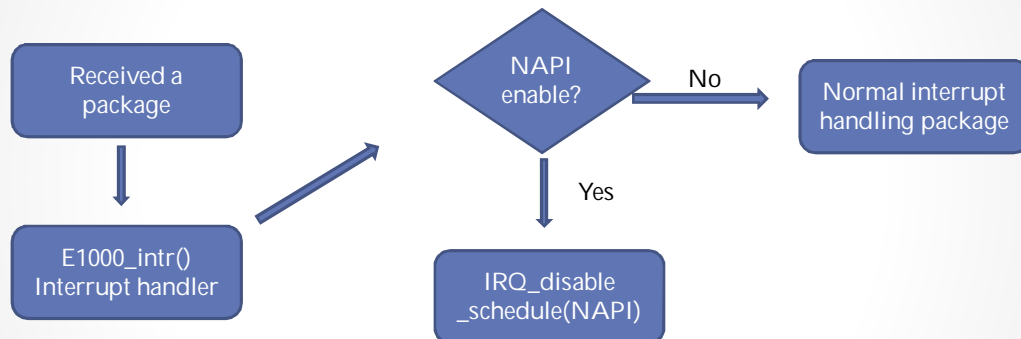 Received a
package
E1000_intr()
Interrupt handler
NAPI
enable?
No
Normal interrupt
handling package
Yes
IRQ_disable
_schedule(NAPI)